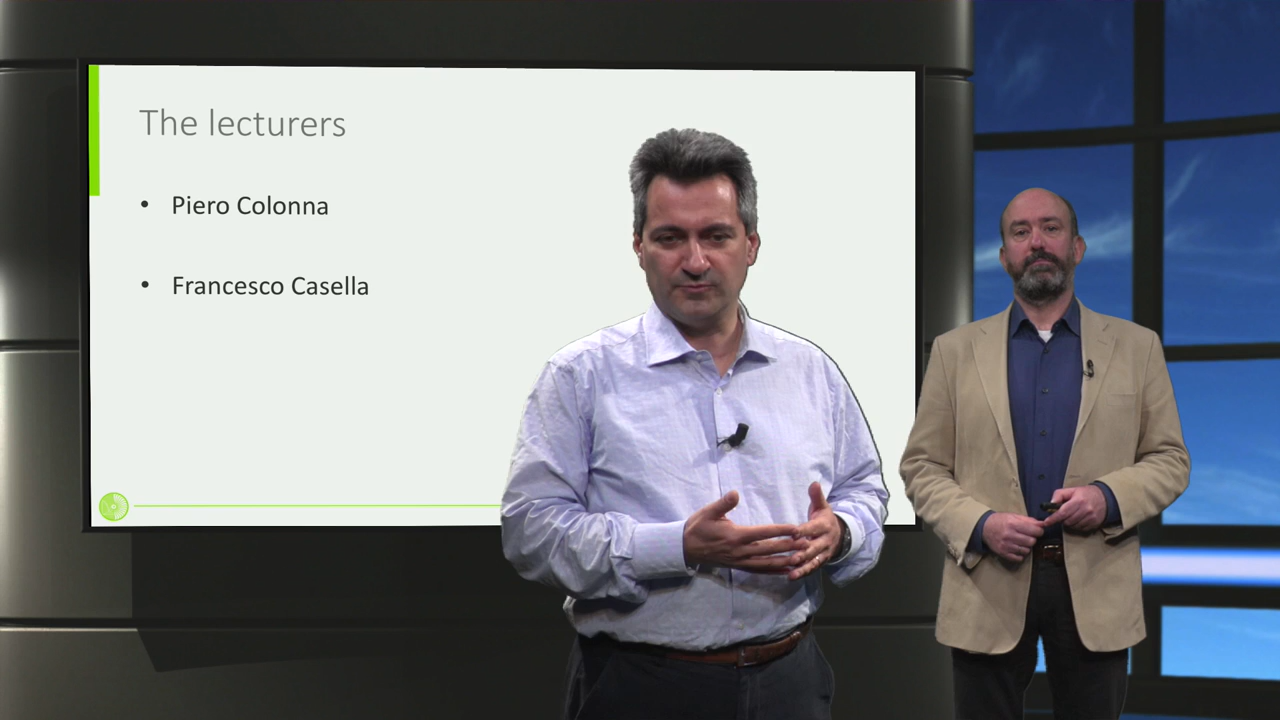 The lecturers
• Piero Colonna
• Francesco Casella